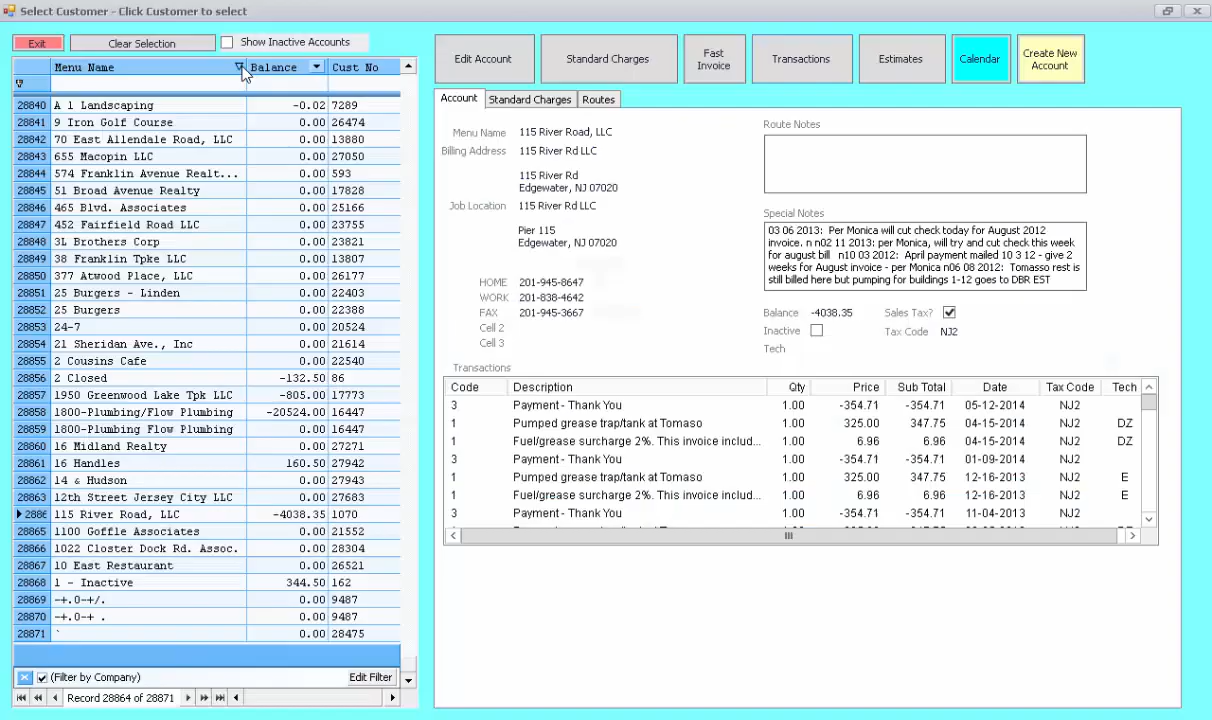 Select Customer - Click Customer to select
Exit
Clear Selection
Show Inactive Accounts
Menu Name Balance Cust No
28840 A 1 Landscaping -0.02 7289
28841 9 Iron Golf Course 0.00 26474
28842 70 East Allendale Road, LLC 0.00 13880
28843 655 Macopin LLC 0.00 27050
28844 574 Franklin Avenue Realt... 0.00 593
28845 51 Broad Avenue Realty 0.00 17828
28846 465 Blvd. Associates 0.00 25166
28847 452 Fairfield Road LLC 0.00 23755
28848 3L Brothers Corp 0.00 23821
28849 38 Franklin Tpke LLC 0.00 13258
28850 377 Atwood Place, LLC 0.00 26177
28851 25 Burgers - Linden 0.00 22403
28852 25 Burgers 0.00 22388
28853 24-7 0.00 20524
28854 21 Sheridan Ave., Inc 0.00 21614
28855 2 Cousins Cafe 0.00 22540
28856 2 Closed -132.50 86
28857 1950 Greenwood Lake Tpk LLC -805.00 17773
28858 1800-Plumbing/Flow Plumbing -20524.00 16447
28859 1800-Plumbing Flow Plumbing 0.00 16447
28860 16 Midland Realty 0.00 27271
28861 16 Handles 160.50 27942
28862 14 & Hudson 0.00 27943
28863 12th Street Jersey City LLC 0.00 27683
2886 115 River Road, LLC -4038.35 1070
28865 1100 Goffle Associates 0.00 21552
28866 1022 Closter Dock Rd. Assoc. 0.00 28304
28867 10 East Restaurant 0.00 26521
28868 1 - Inactive 344.50 162
28869 -+.0-+/. 0.00 9487
28870 -+.0-+ . 0.00 9487
28871 ` 0.00 28475
(Filter by Company) Edit Filter
Record 28864 of 28871
Edit Account
Standard Charges
Fast Invoice
Transactions
Estimates
Calendar
Create New Account
Account Standard Charges Routes
Menu Name 115 River Road, LLC
Billing Address 115 River Rd LLC
115 River Rd
Edgewater, NJ 07020
Job Location 115 River Rd LLC
Pier 115
Edgewater, NJ 07020
HOME 201-945-8647
WORK 201-838-4642
FAX 201-945-3667
Cell 2
Cell 3
Route Notes
Special Notes
03 06 2013: Per Monica will cut check today for August 2012
invoice. n n02 11 2013: per Monica, will try and cut check this week
for august bill n10 03 2012: April payment mailed 10 3 12 - give 2
weeks for August invoice - per Monica n06 08 2012: Tomasso rest is
still billed here but pumping for buildings 1-12 goes to DBR EST
Balance -4038.35 Sales Tax?
Inactive Tax Code NJ2
Tech
Transactions
Code Description Qty Price Sub Total Date Tax Code Tech
3 Payment - Thank You 1.00 -354.71 -354.71 05-12-2014 NJ2
1 Pumped grease trap/tank at Tomaso 1.00 325.00 347.75 04-15-2014 NJ2 DZ
1 Fuel/grease surcharge 2%. This invoice includ... 1.00 6.96 6.96 04-15-2014 NJ2 DZ
3 Payment - Thank You 1.00 -354.71 -354.71 01-09-2014 NJ2
1 Pumped grease trap/tank at Tomaso 1.00 325.00 347.75 12-16-2013 NJ2 E
1 Fuel/grease surcharge 2%. This invoice includ... 1.00 6.96 6.96 12-16-2013 NJ2 E
3 Payment - Thank You 1.00 -354.71 -354.71 11-04-2013 NJ2